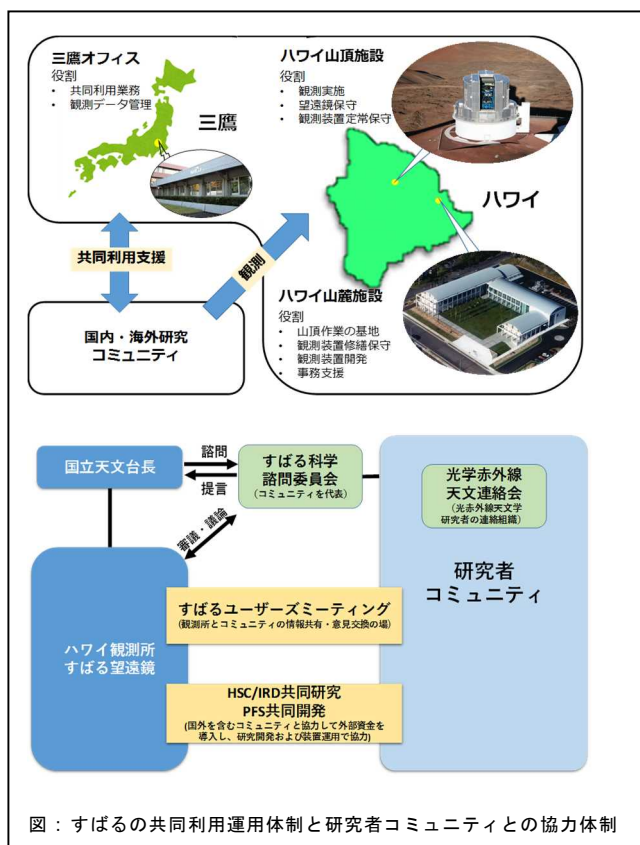 三鷹オフィス
役割
• 共同利用業務
• 観測データ管理
三鷹
ハワイ山頂施設
役割
• 観測実施
• 望遠鏡保守
• 観測装置定常保守
ハワイ
共同利用支援
観測
国内・海外研究
コミュニティ
ハワイ山麓施設
役割
• 山頂作業の基地
• 観測装置修繕保守
• 観測装置開発
• 事務支援
国立天文台長
諮問
提言
すばる科学
諮問委員会
(コミュニティを代表)
光学赤外線
天文連絡会
(光赤外線天文学
研究者の連絡組織)
審議・議論
研究者
コミュニティ
ハワイ観測所
すばる望遠鏡
すばるユーザーズミーティング
(観測所とコミュニティの情報共有・意見交換の場)
HSC/IRD共同研究
PFS共同開発
(国外を含むコミュニティと協力して外部資金を
導入し、研究開発および装置運用で協力)
図：すばるの共同利用運用体制と研究者コミュニティとの協力体制